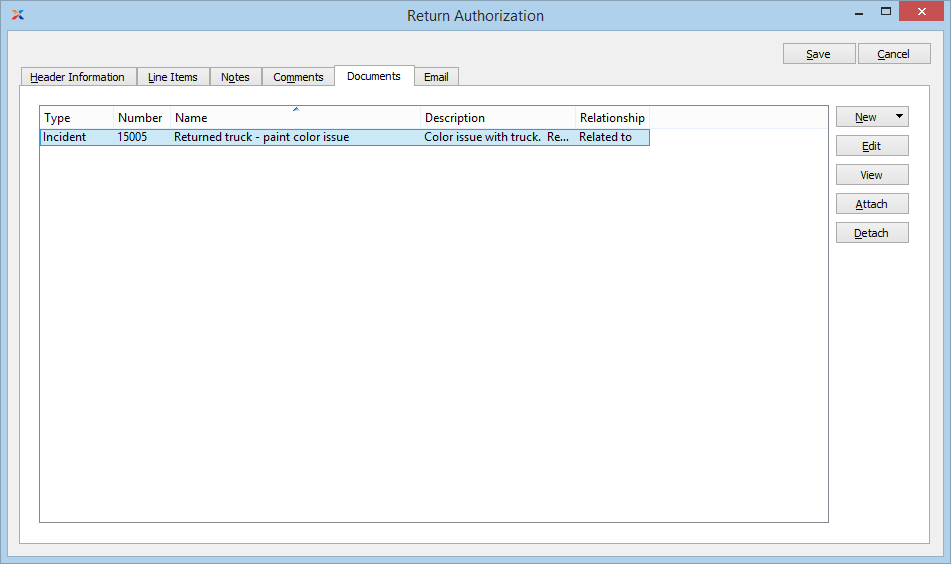 Return Authorization
Save Cancel
Header Information Line Items Notes Comments Documents Email
Type Number Name Description Relationship
Incident 15005 Returned truck - paint color issue Color issue with truck.  Re... Related to
New
Edit
View
Attach
Detach